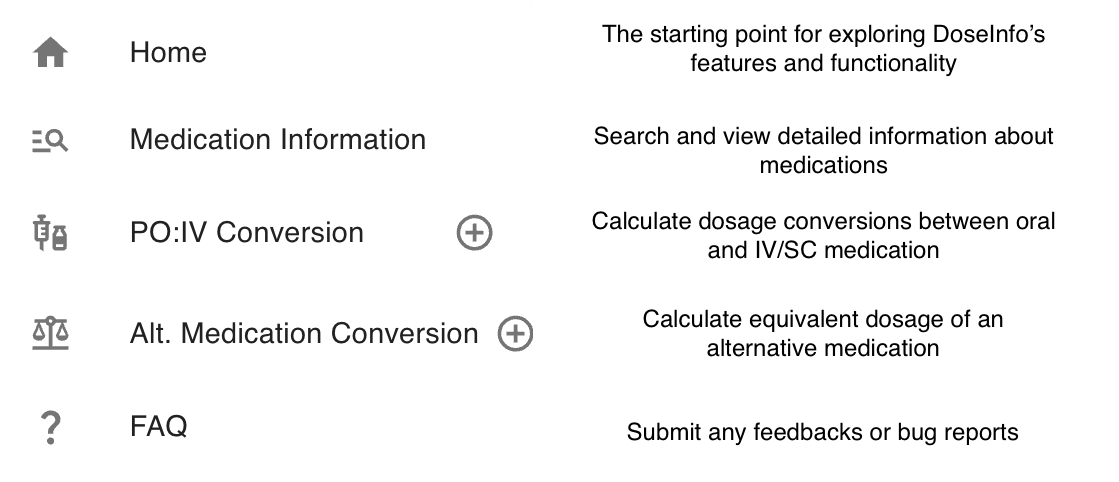 Home
The starting point for exploring DoseInfo's
features and functionality
Medication Information
Search and view detailed information about
medications
PO:IV Conversion
Calculate dosage conversions between oral
and IV/SC medication
Alt. Medication Conversion
Calculate equivalent dosage of an
alternative medication
FAQ
Submit any feedbacks or bug reports